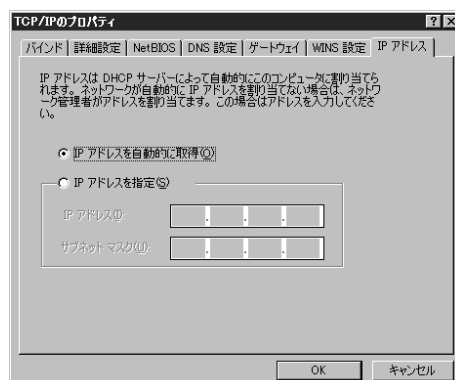 TCP/IPのプロパティ
バインド 詳細設定 NetBIOS DNS 設定 ゲートウェイ WINS 設定 IP アドレス
IP アドレスは DHCP サーバーによって自動的にこのコンピュータに割り当てら
れます。ネットワークが自動的に IP アドレスを割り当てない場合は、ネットワ
ーク管理者がアドレスを割り当てます。この場合はアドレスを入力してくださ
い。
IP アドレスを自動的に取得(O)
IP アドレスを指定(S)
IP アドレス(I):
サブネット マスク(U):
OK キャンセル